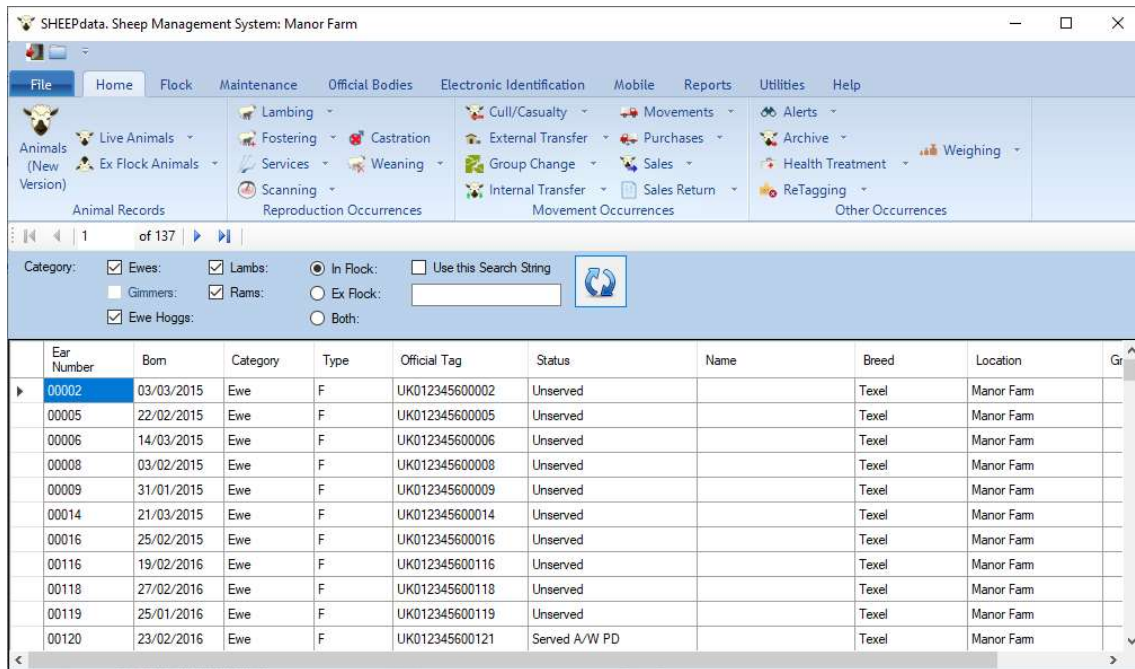 SHEEPdata. Sheep Management System: Manor Farm
File Home Flock Maintenance Official Bodies Electronic Identification Mobile Reports Utilities Help
Animals (New Version)
Live Animals
Ex Flock Animals
Animal Records
Lambing
Fostering Castration
Services Weaning
Scanning
Reproduction Occurrences
Cull/Casualty Movements
External Transfer Purchases
Group Change Sales
Internal Transfer Sales Return
Movement Occurrences
Alerts
Archive Weighing
Health Treatment
ReTagging
Other Occurrences
1 of 137
Category: Ewes: Lambs: In Flock: Use this Search String
Gimmers: Rams: Ex Flock:
Ewe Hoggs: Both:
Ear Number Born Category Type Official Tag Status Name Breed Location Gr
00002 03/03/2015 Ewe F UK012345600002 Unserved Texel Manor Farm
00005 22/02/2015 Ewe F UK012345600005 Unserved Texel Manor Farm
00006 14/03/2015 Ewe F UK012345600006 Unserved Texel Manor Farm
00008 03/02/2015 Ewe F UK012345600008 Unserved Texel Manor Farm
00009 31/01/2015 Ewe F UK012345600009 Unserved Texel Manor Farm
00014 21/03/2015 Ewe F UK012345600014 Unserved Texel Manor Farm
00016 25/02/2015 Ewe F UK012345600016 Unserved Texel Manor Farm
00116 19/02/2016 Ewe F UK012345600116 Unserved Texel Manor Farm
00118 27/02/2016 Ewe F UK012345600118 Unserved Texel Manor Farm
00119 25/01/2016 Ewe F UK012345600119 Unserved Texel Manor Farm
00120 23/02/2016 Ewe F UK012345600121 Served A/W PD Texel Manor Farm